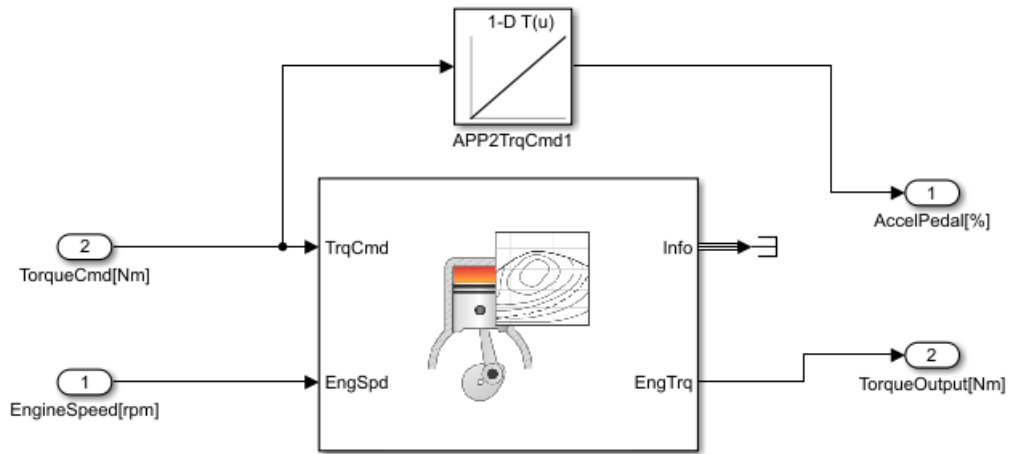 1-D T(u)
APP2TrqCmd1
1
AccelPedal[%]
2
TorqueCmd[Nm]
TrqCmd
Info
1
EngineSpeed[rpm]
EngSpd
EngTrq
2
TorqueOutput[Nm]